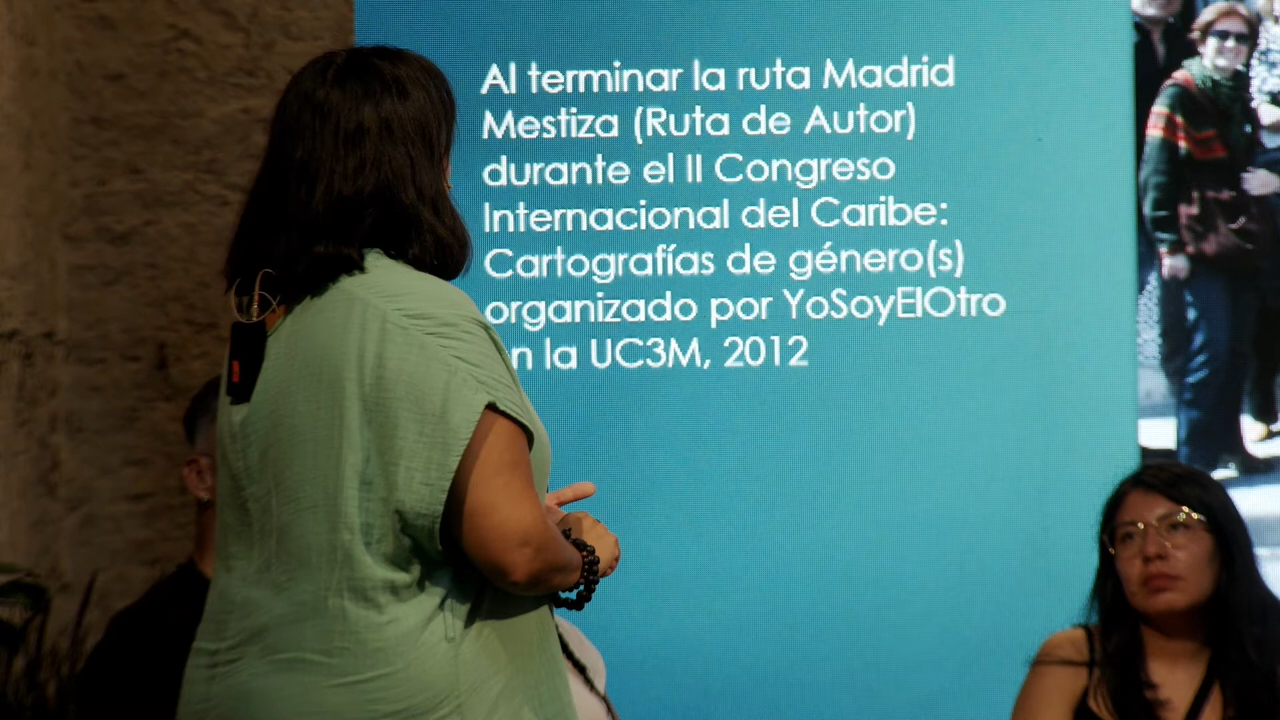 Al terminar la ruta Madrid
Mestiza (Ruta de Autor)
durante el II Congreso
Internacional del Caribe:
Cartografías de género(s)
organizado por YoSoyElOtro
en la UC3M, 2012